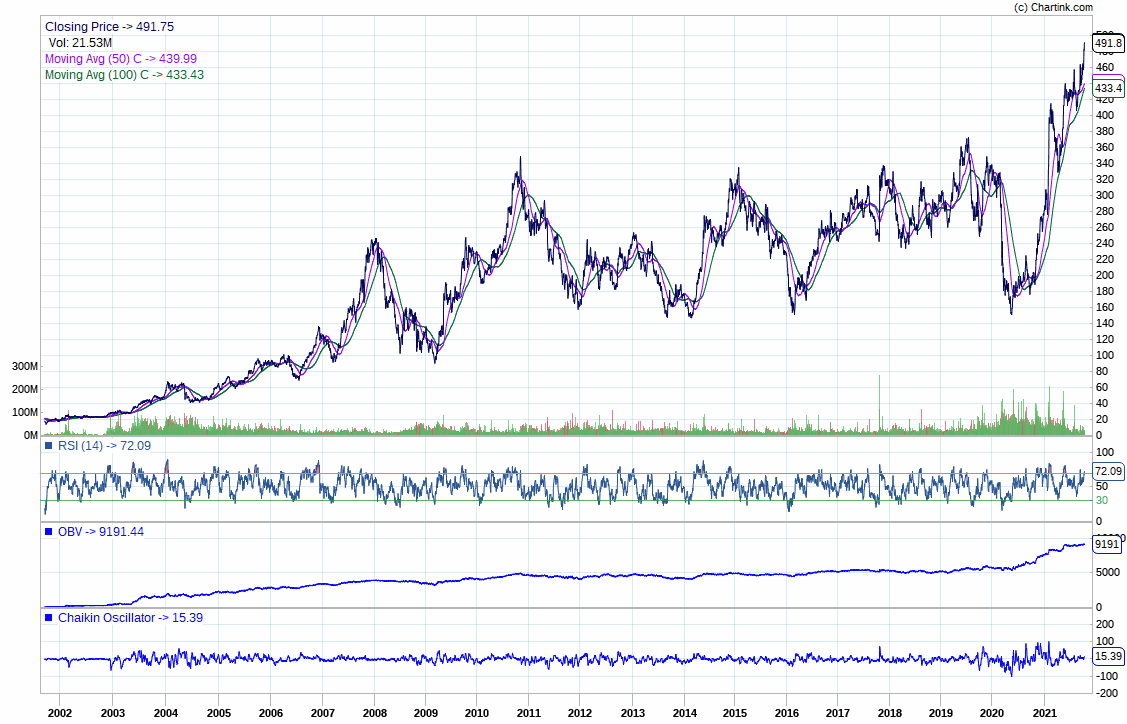 (c) Chartink.com
Closing Price -> 491.75
Vol: 21.53M
Moving Avg (50) C -> 439.99
Moving Avg (100) C -> 433.43
491.8
460
433.4
420
400
380
360
340
320
300
280
260
240
220
200
180
160
140
120
100
80
60
40
20
0
300M
200M
100M
0M
RSI (14) -> 72.09
100
72.09
50
30
0
OBV -> 9191.44
9191
5000
0
Chaikin Oscillator -> 15.39
200
100
15.39
-100
-200
2002 2003 2004 2005 2006 2007 2008 2009 2010 2011 2012 2013 2014 2015 2016 2017 2018 2019 2020 2021